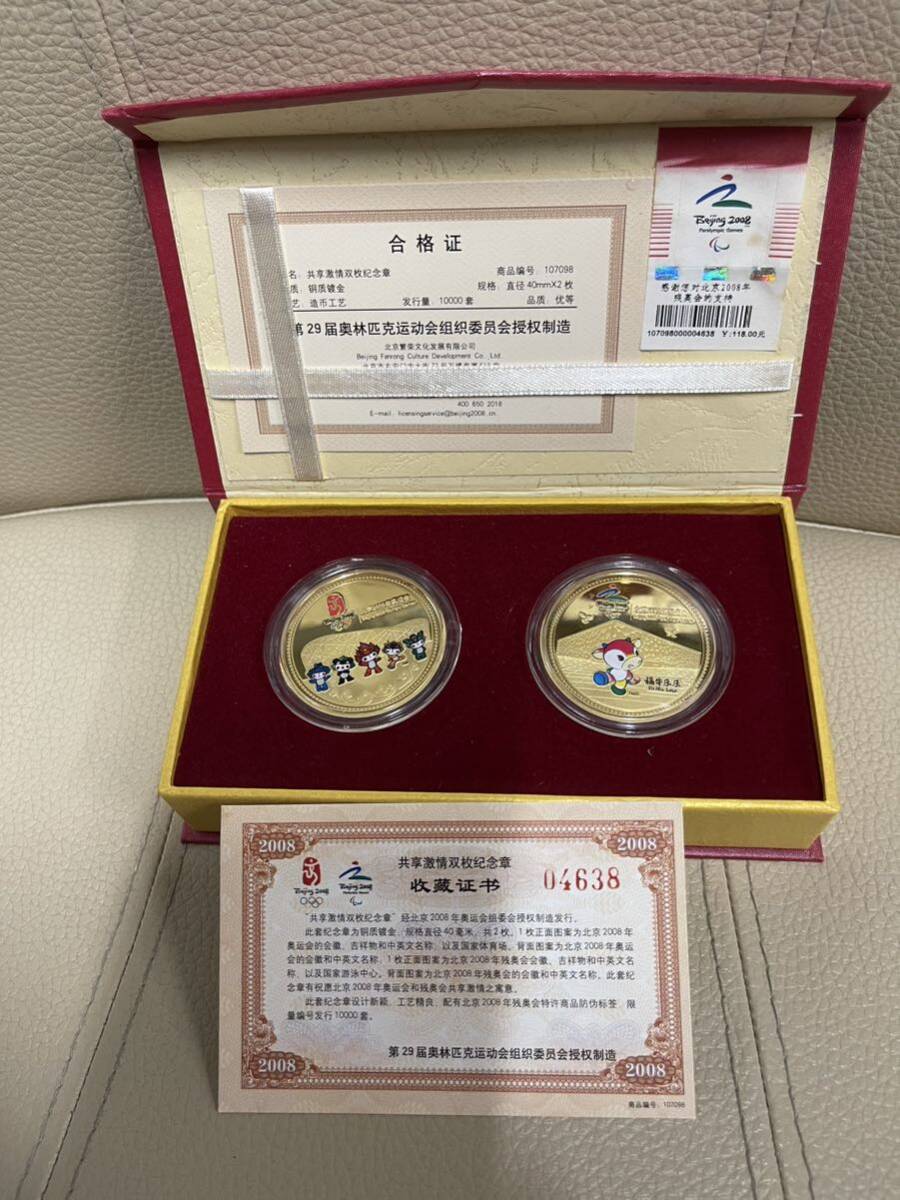 合格证
名：共享激情双枚纪念章 商品编号：107098
质：铜质镀金 规格：直径40mmX2枚
艺：造币工艺 发行量：10000套 品质：优等
第29届奥林匹克运动会组织委员会授权制造
北京繁荣文化发展有限公司
Beijing Fanrong Culture Development Co.,Ltd.
400 650 2018
E-mail: licensingservice@beijing2008.cn
Beijing 2008
Paralympic Games
感谢您对北京2008年
残奥会的支持
107098000004638 Y:118.00元
福牛乐乐
Fu Niu Lele
2008 2008
共享激情双枚纪念章
收藏证书
04638
Beijing 2008 Beijing 2008
“共享激情双枚纪念章”经北京2008年奥运会组委会授权制造发行。
此套纪念章为铜质镀金，规格直径40毫米，共2枚。1枚正面图案为北京2008年
奥运会的会徽、吉祥物和中英文名称，以及国家体育场。背面图案为北京2008年奥运
会的会徽和中英文名称。1枚正面图案为北京2008年残奥会会徽、吉祥物和中英文名
称、以及国家游泳中心。背面图案为北京2008年残奥会的会徽和中英文名称。此套纪
念章有祝愿北京2008年奥运会和残奥会共享激情之寓意。
此套纪念章设计新颖，工艺精良，配有北京2008年残奥会特许商品防伪标签，限
量编号发行10000套。
第29届奥林匹克运动会组织委员会授权制造
2008 2008
商品编号：107098